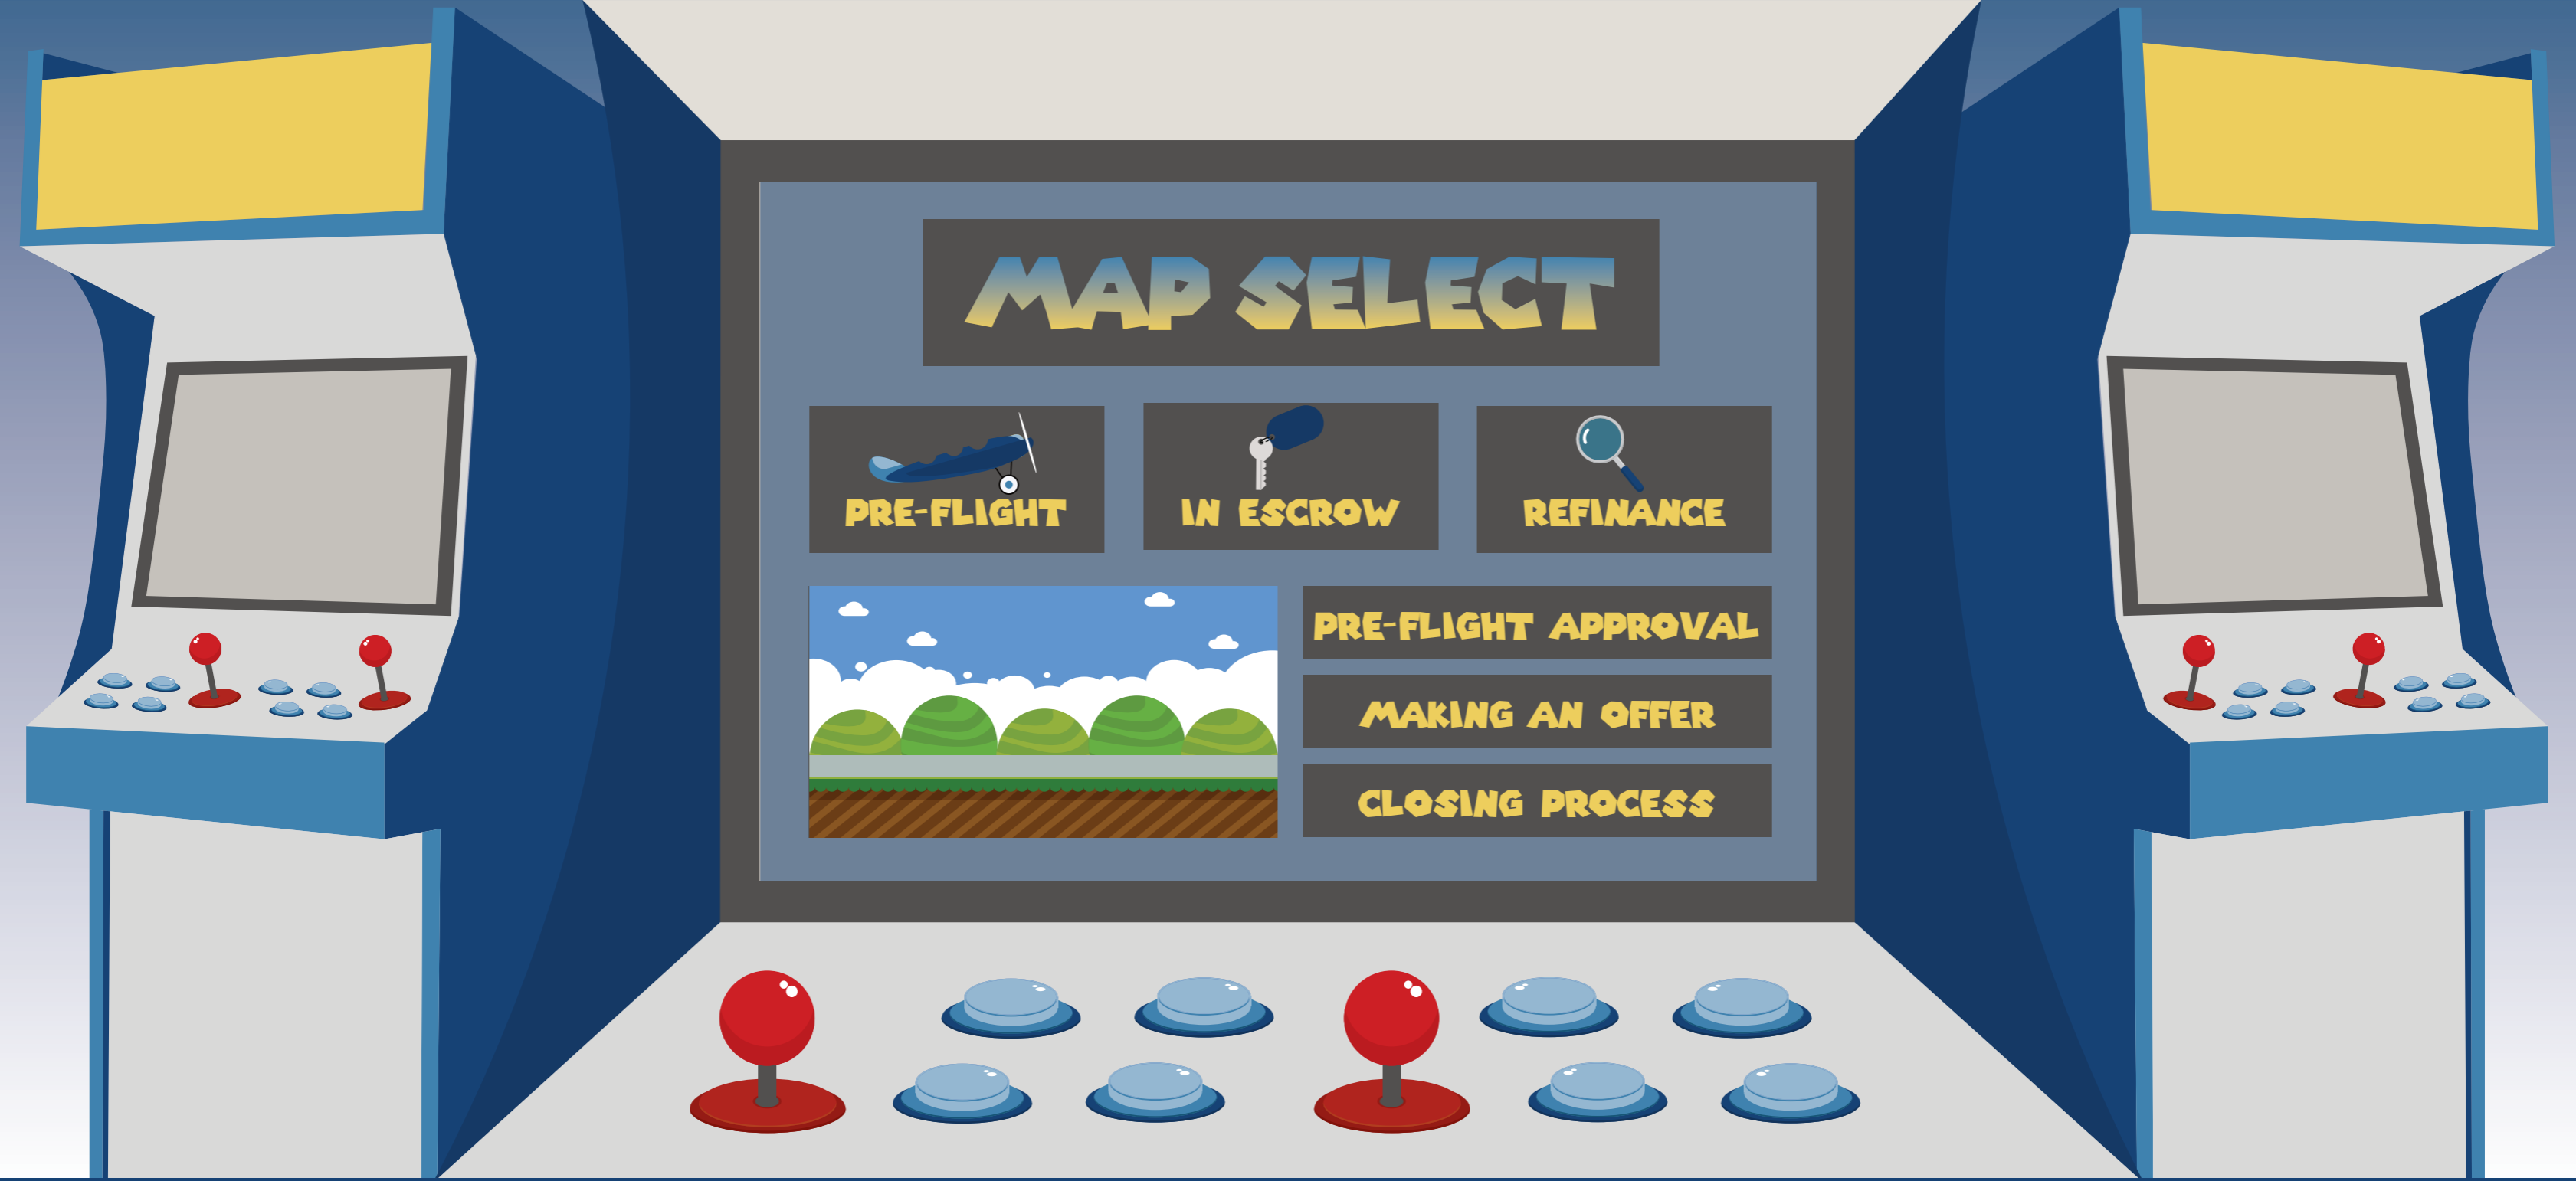 MAP SELECT
PRE-FLIGHT
IN ESCROW
REFINANCE
PRE-FLIGHT APPROVAL
MAKING AN OFFER
CLOSING PROCESS